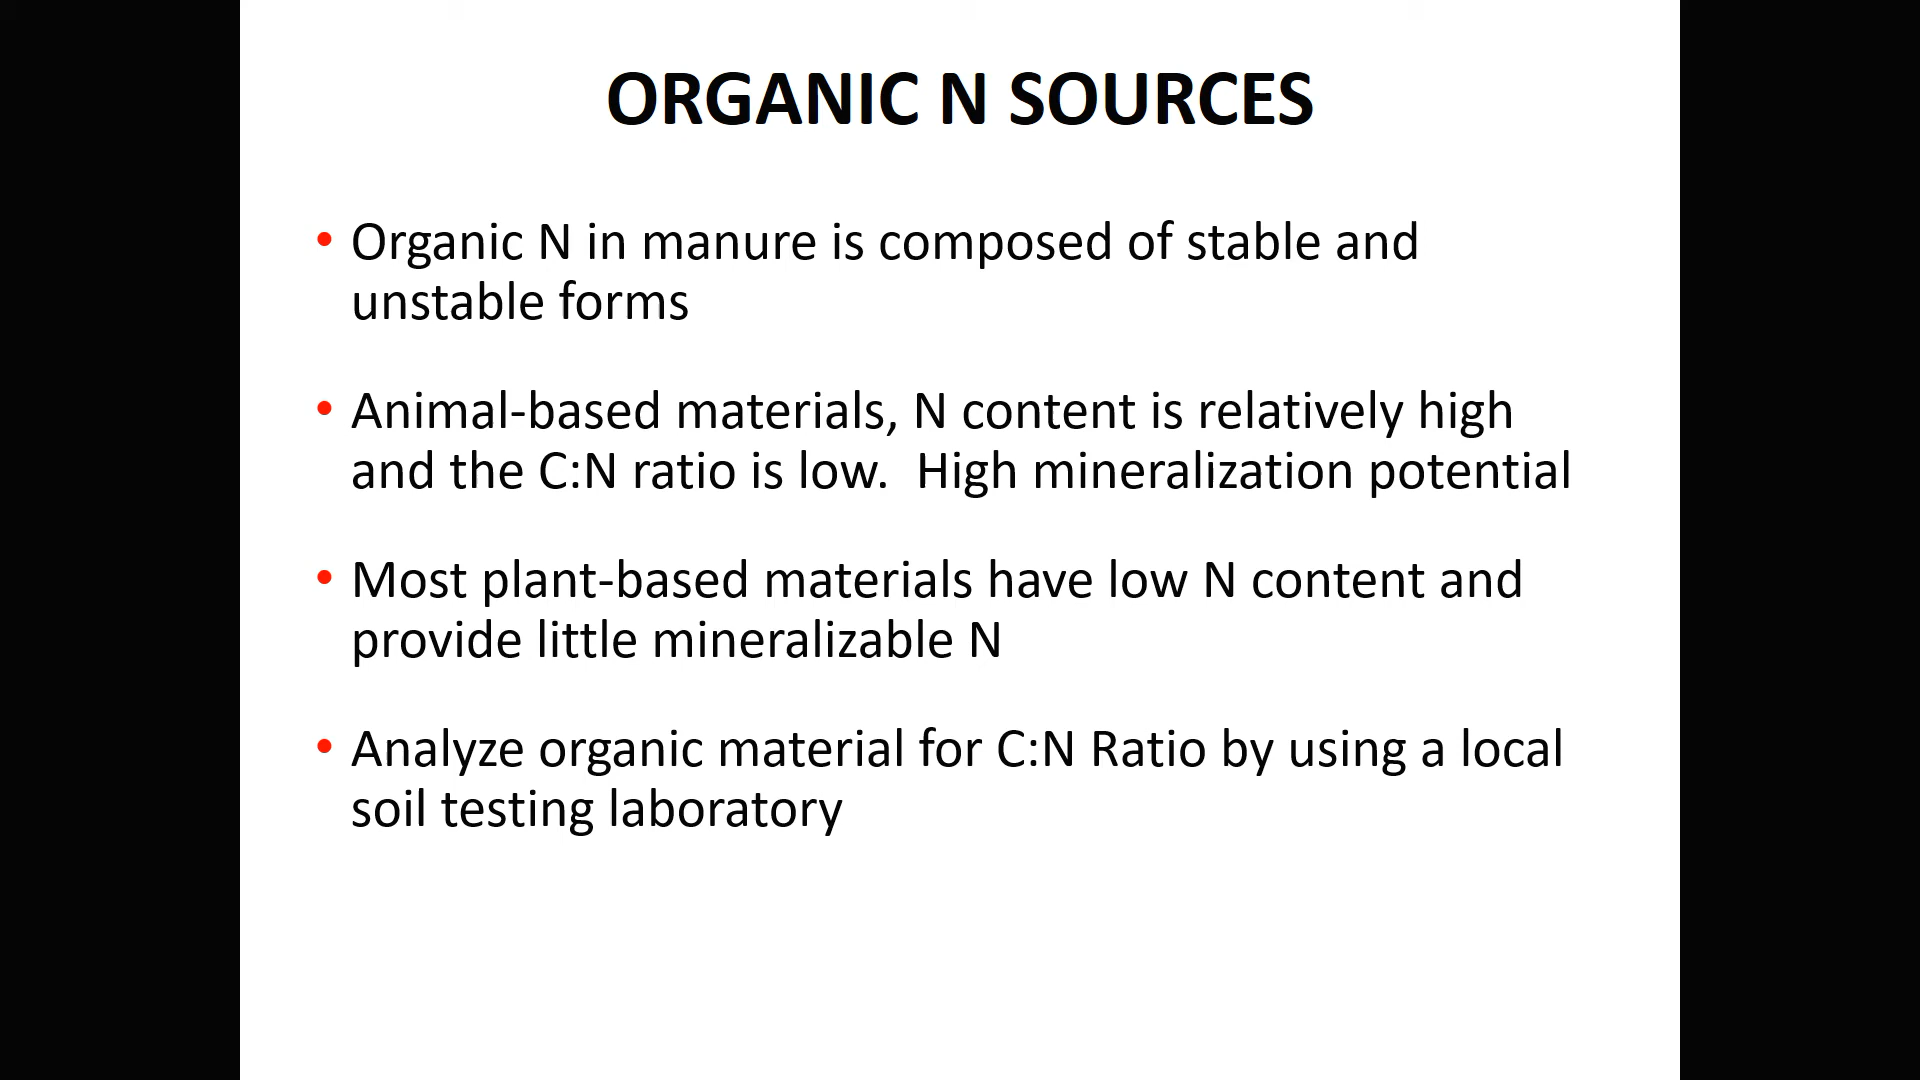 ORGANIC N SOURCES
• Organic N in manure is composed of stable and
unstable forms
• Animal-based materials, N content is relatively high
and the C:N ratio is low.  High mineralization potential
• Most plant-based materials have low N content and
provide little mineralizable N
• Analyze organic material for C:N Ratio by using a local
soil testing laboratory